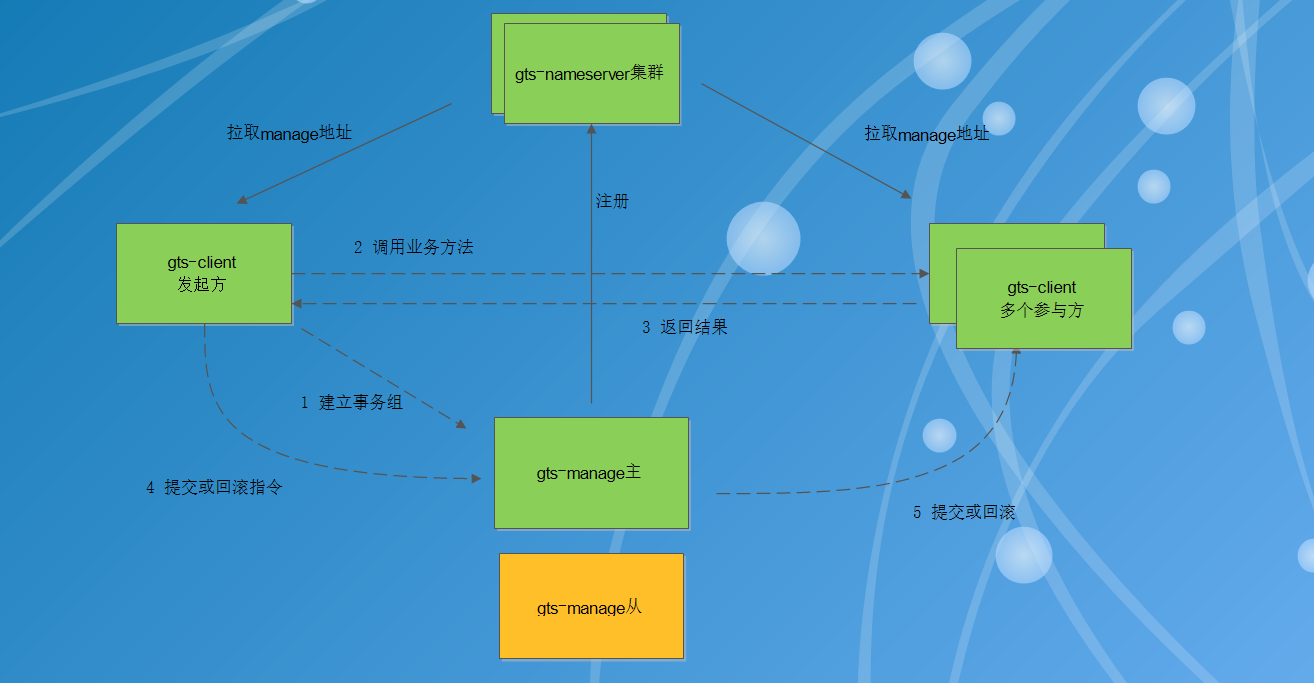 gts-nameserver集群
拉取manage地址
拉取manage地址
注册
gts-client
发起方
2 调用业务方法
gts-client
多个参与方
3 返回结果
1 建立事务组
gts-manage主
4 提交或回滚指令
5 提交或回滚
gts-manage从